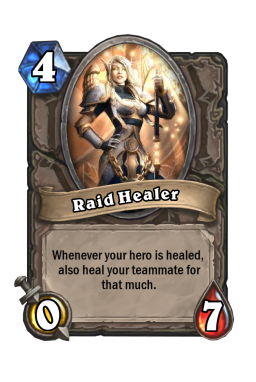 4
Raid Healer
Whenever your hero is healed,
also heal your teammate for
that much.
0
7